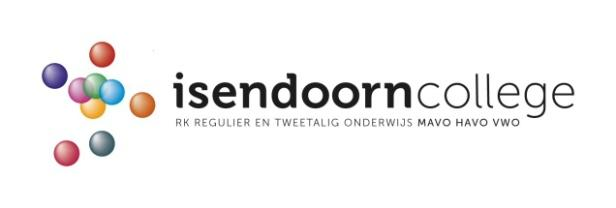 isendoorncollege
RK REGULIER EN TWEETALIG ONDERWIJS MAVO HAVO VWO